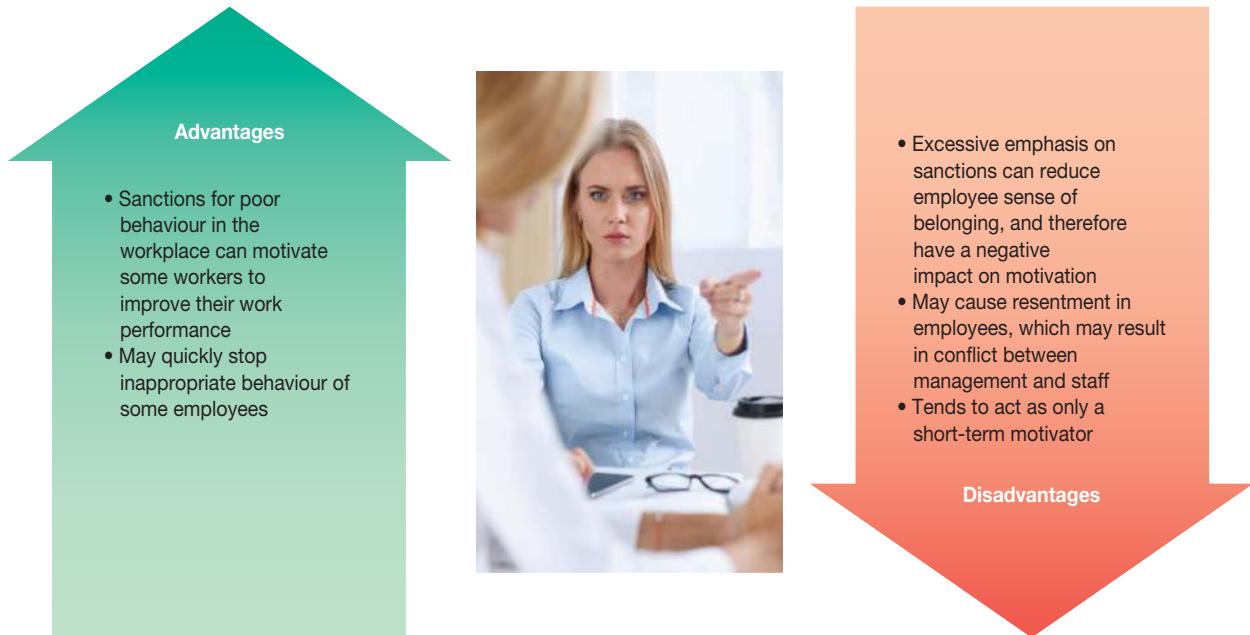 Advantages
• Sanctions for poor
behaviour in the
workplace can motivate
some workers to
improve their work
performance
• May quickly stop
inappropriate behaviour of
some employees
• Excessive emphasis on
sanctions can reduce
employee sense of
belonging, and therefore
have a negative
impact on motivation
• May cause resentment in
employees, which may result
in conflict between
management and staff
• Tends to act as only a
short-term motivator
Disadvantages